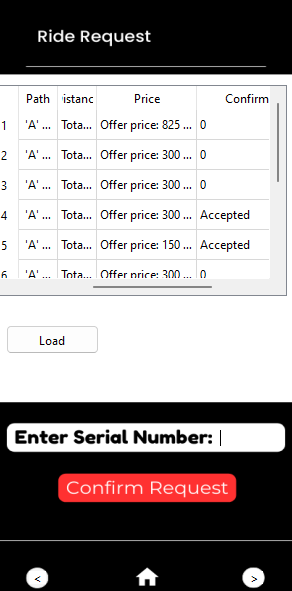 Ride Request
Path istanc Price Confirm
1 'A' ... Tota... Offer price: 825 ... 0
2 'A' ... Tota... Offer price: 300 ... 0
3 'A' ... Tota... Offer price: 300 ... 0
4 'A' ... Tota... Offer price: 300 ... Accepted
5 'A' ... Tota... Offer price: 150 ... Accepted
6 'A' ... Tota... Offer price: 300 ... 0
Load
Enter Serial Number:
Confirm Request
< >